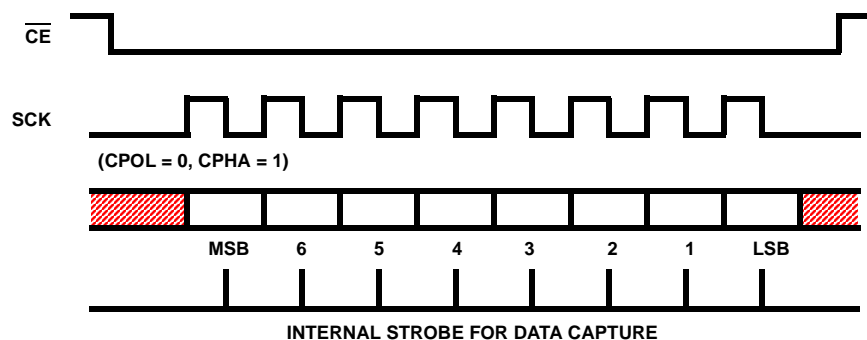 CE
SCK
(CPOL = 0, CPHA = 1)
MSB 6 5 4 3 2 1 LSB
INTERNAL STROBE FOR DATA CAPTURE